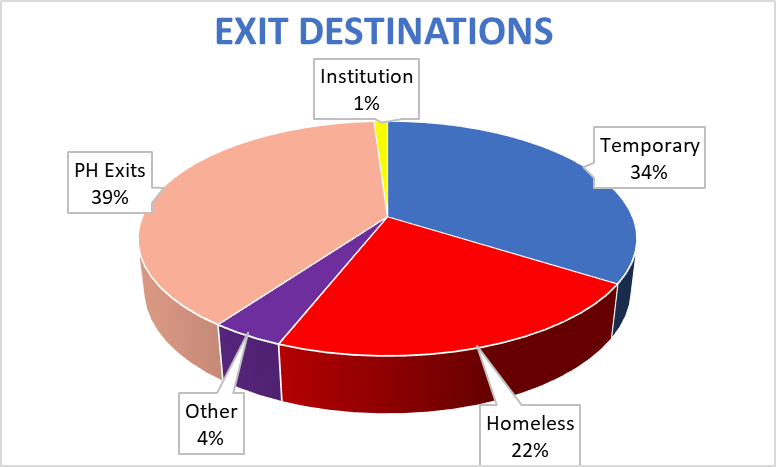 EXIT DESTINATIONS
Institution
1%
Temporary
34%
PH Exits
39%
Other
4%
Homeless
22%